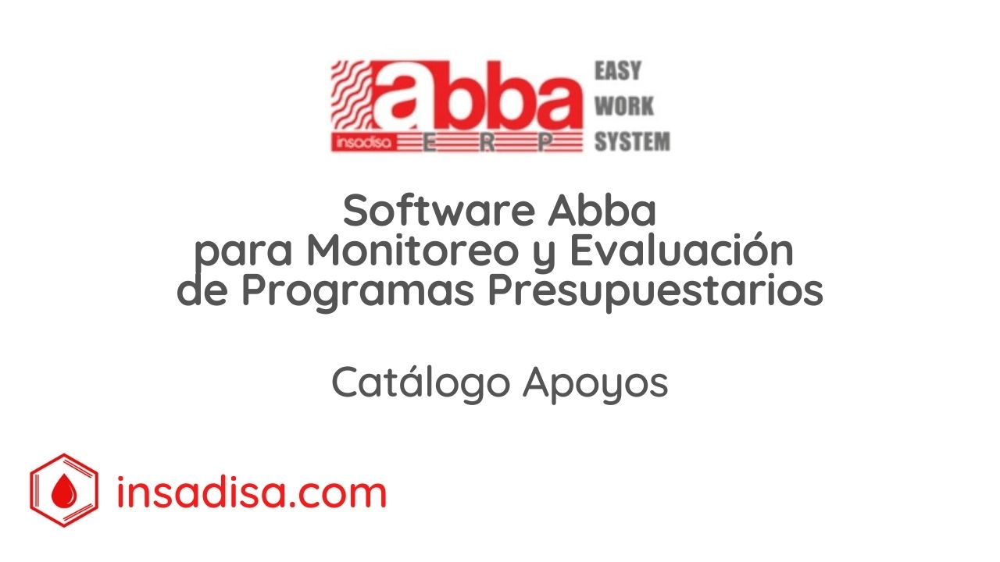 abba
EASY
WORK
SYSTEM
insadisa
E R P
Software Abba
para Monitoreo y Evaluación
de Programas Presupuestarios
Catálogo Apoyos
insadisa.com